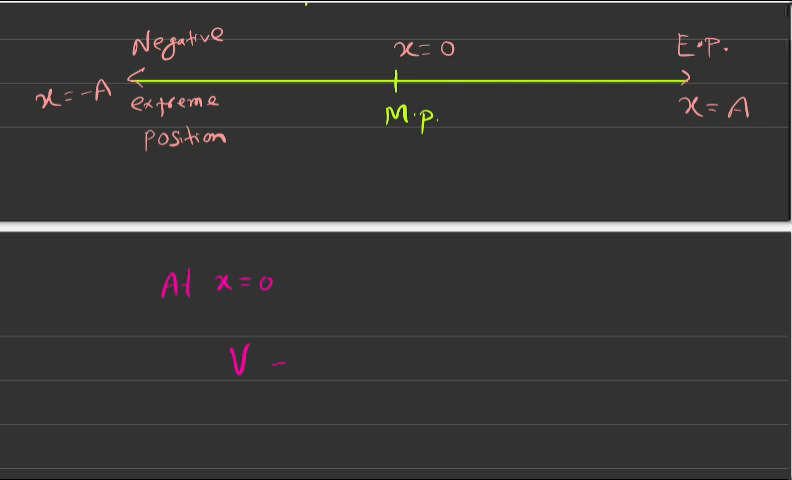 Negative
x = 0
E.P.
x = -A
extreme
x = A
M.p.
position
At x = 0
V -